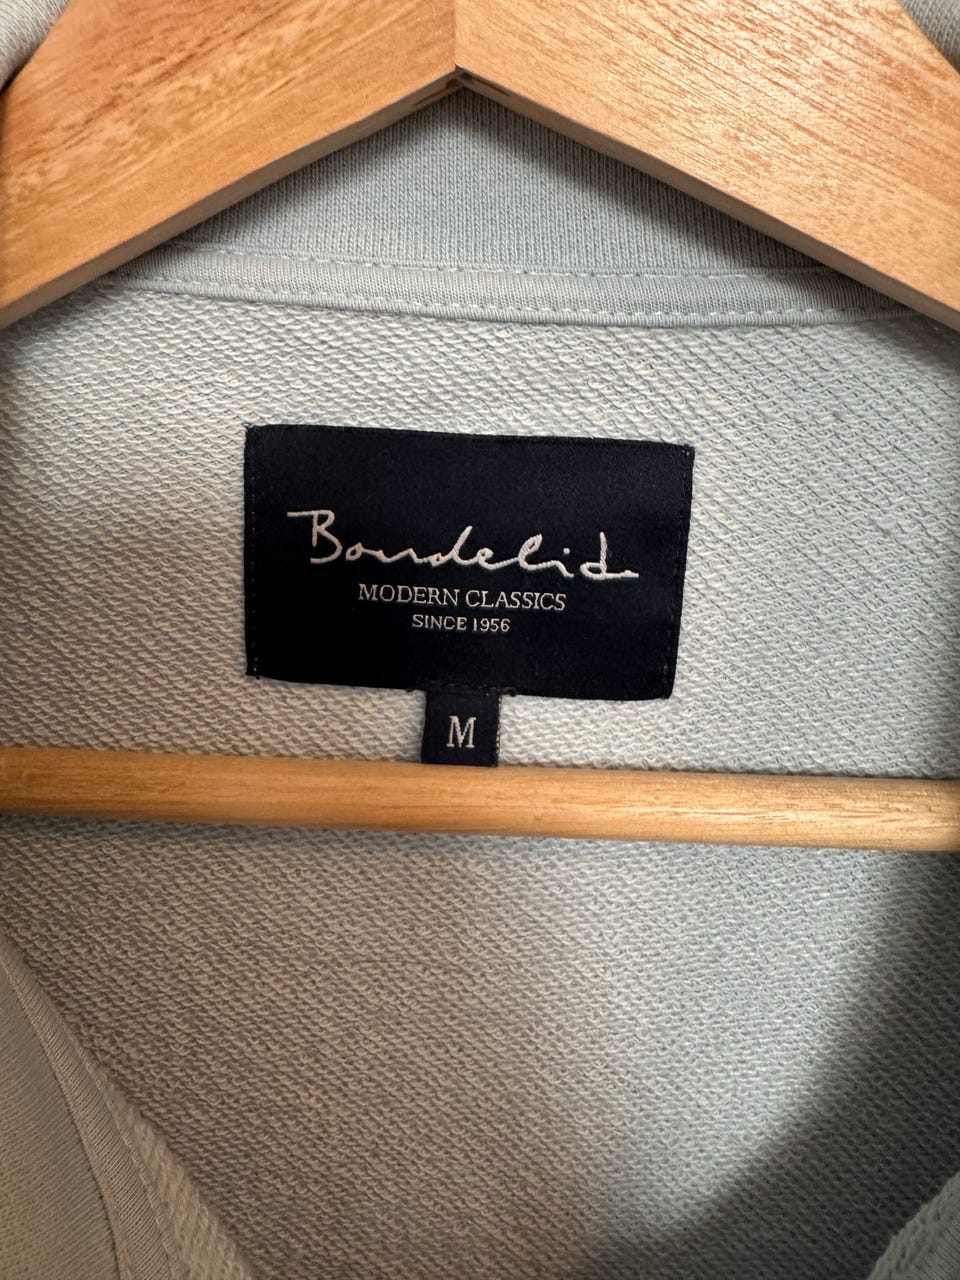 Bondelid
MODERN CLASSICS
SINCE 1956
M